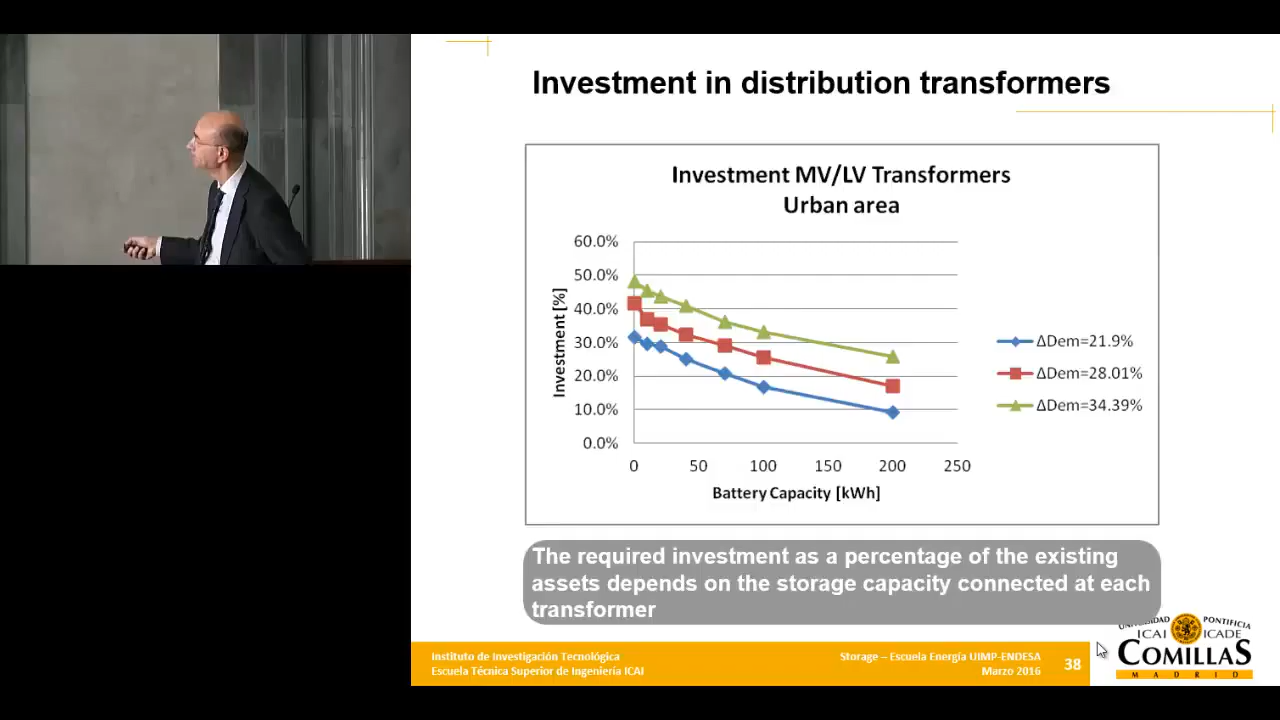 Investment in distribution transformers
Investment MV/LV Transformers
Urban area
60.0%
50.0%
40.0%
30.0%
20.0%
10.0%
0.0%
Investment [%]
0
50
100
150
200
250
Battery Capacity [kWh]
ΔDem=21.9%
ΔDem=28.01%
ΔDem=34.39%
The required investment as a percentage of the existing
assets depends on the storage capacity connected at each
transformer
Instituto de Investigación Tecnológica
Escuela Técnica Superior de Ingeniería ICAI
Storage – Escuela Energía UIMP-ENDESA
Marzo 2016
38
UNIVERSIDAD PONTIFICIA
ICAI ICADE
COMILLAS
MADRID